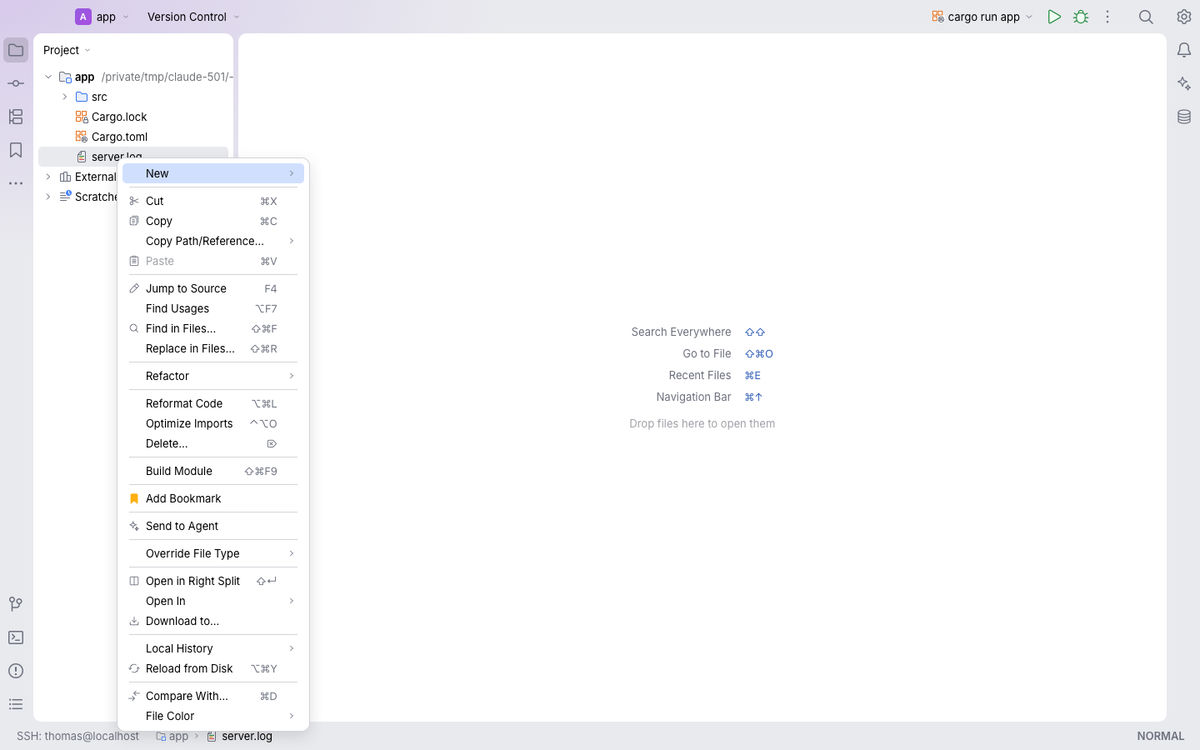 A app Version Control cargo run app
Project
app /private/tmp/claude-501/-
src
Cargo.lock
Cargo.toml
server.log
External
Scratche
New
Cut ⌘X
Copy ⌘C
Copy Path/Reference...
Paste ⌘V
Jump to Source F4
Find Usages ⌥F7
Find in Files... ⇧⌘F
Replace in Files... ⇧⌘R
Refactor
Reformat Code ⌥⌘L
Optimize Imports ^⌥O
Delete... ⌦
Build Module ⇧⌘F9
Add Bookmark
Send to Agent
Override File Type
Open in Right Split ⇧↩
Open In
Download to...
Local History
Reload from Disk ⌥⌘Y
Compare With... ⌘D
File Color
Search Everywhere ⇧⇧
Go to File ⇧⌘O
Recent Files ⌘E
Navigation Bar ⌘↑
Drop files here to open them
SSH: thomas@localhost app › server.log NORMAL